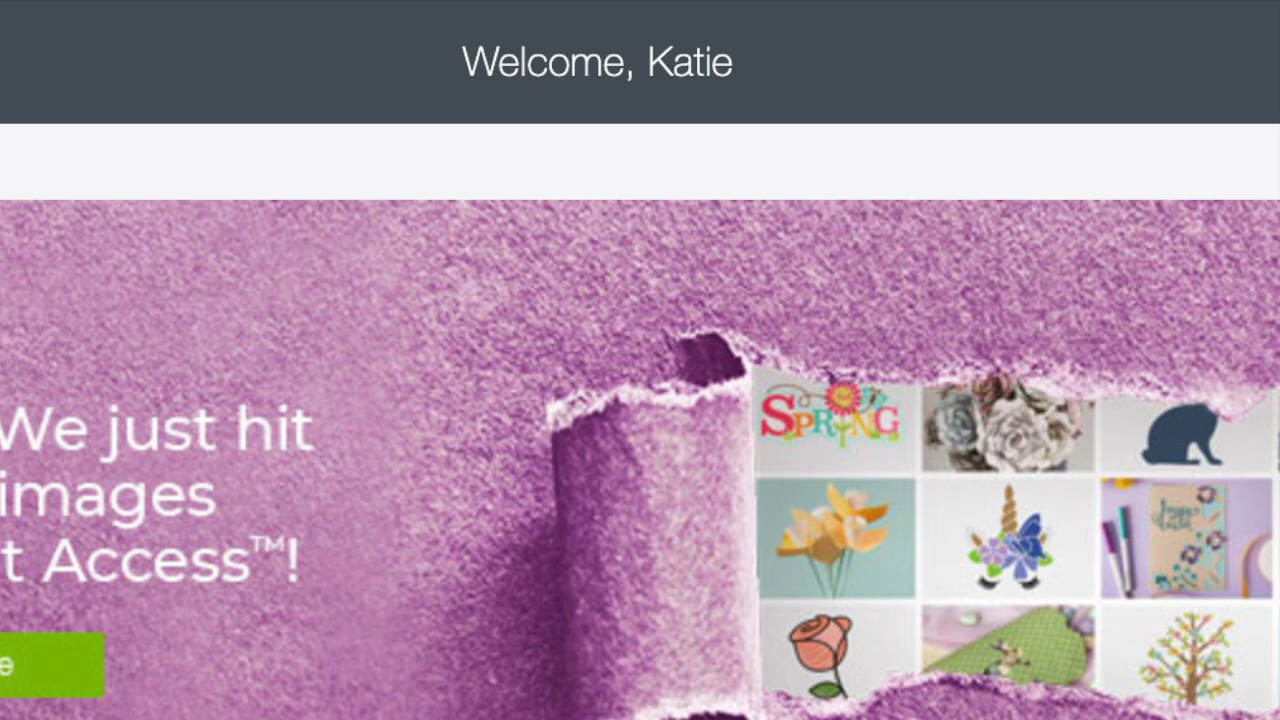 Welcome, Katie
We just hit
images
t Access™!
e
SPRING